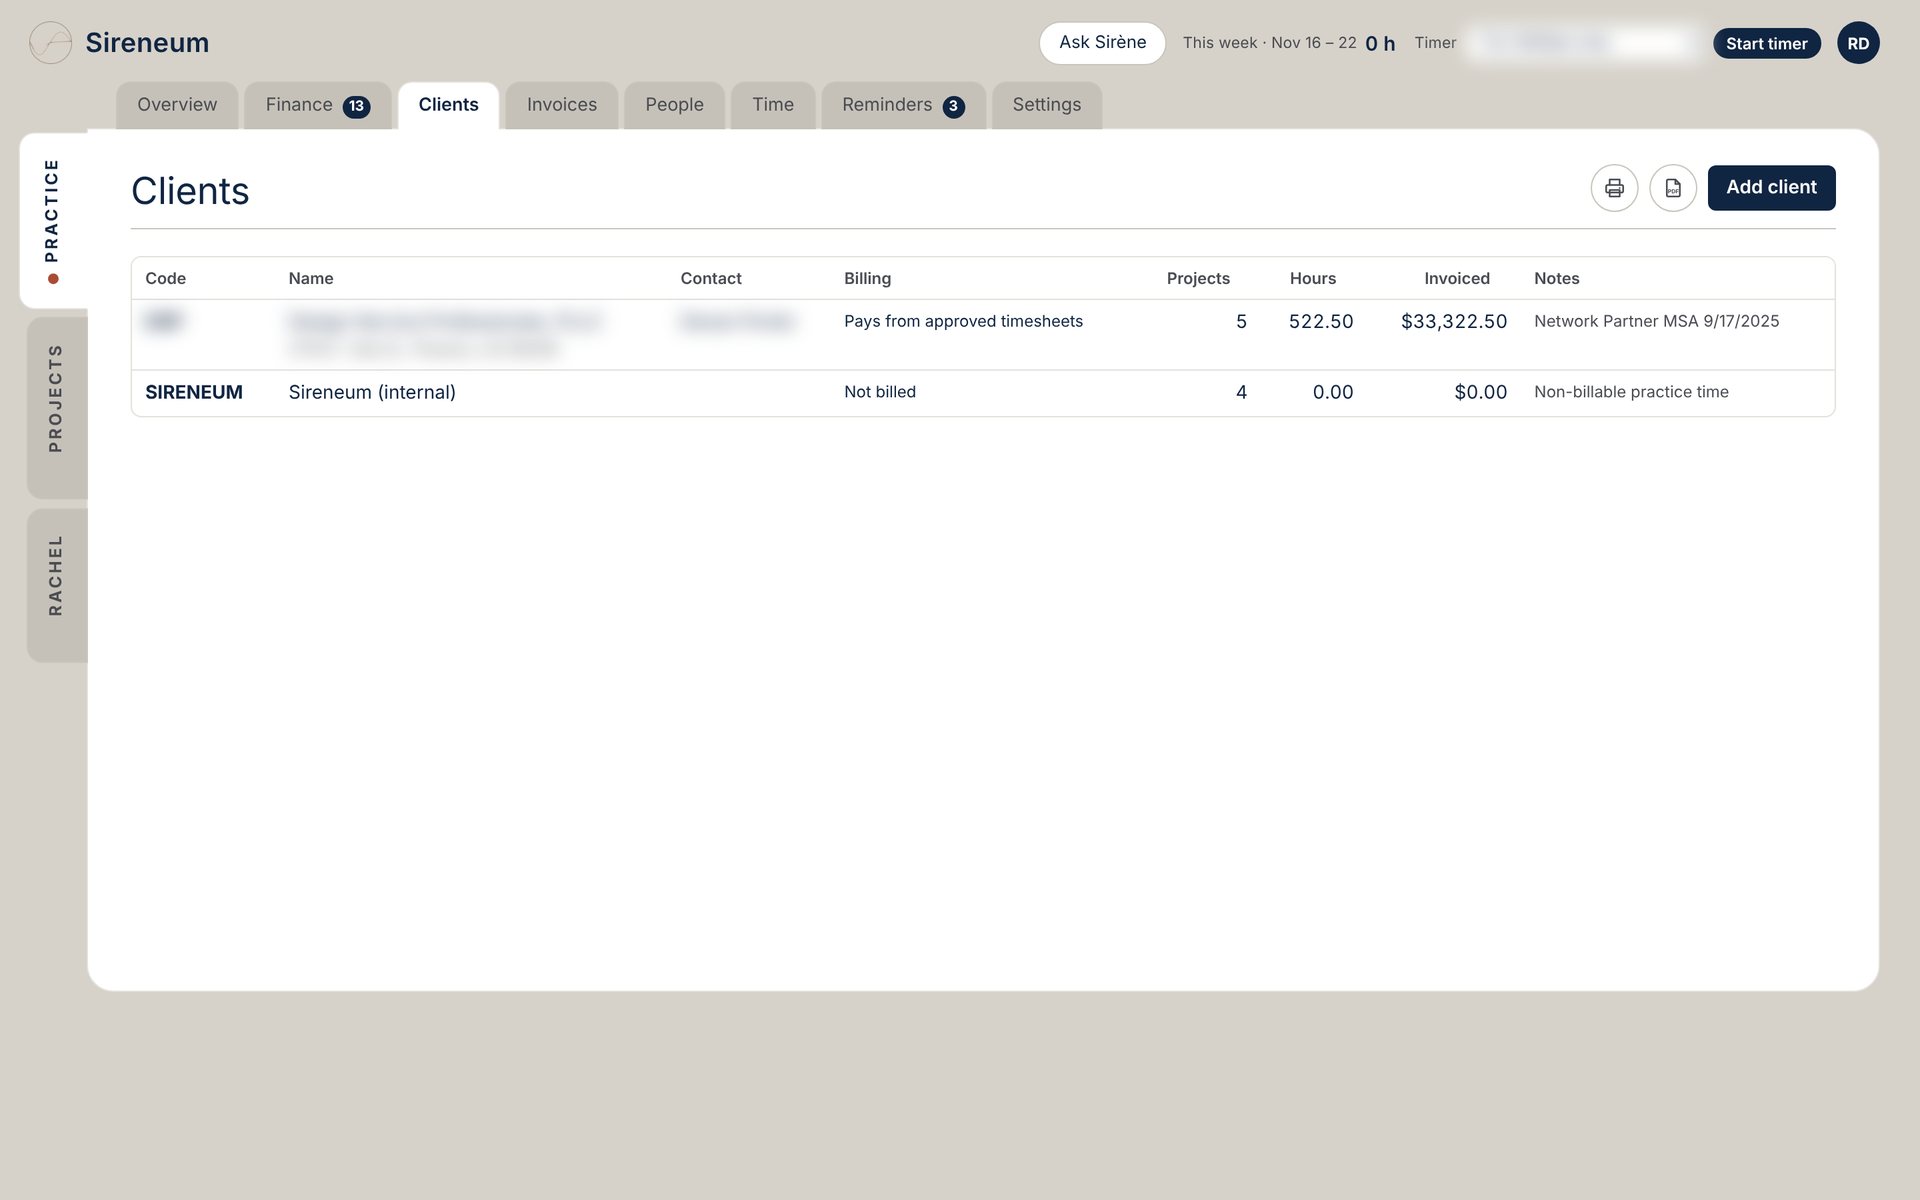 Sireneum
Ask Sirène
This week · Nov 16 – 22 0 h
Timer
Start timer
RD
Overview
Finance 13
Clients
Invoices
People
Time
Reminders 3
Settings
PRACTICE
PROJECTS
RACHEL
Clients
PDF
Add client
Code Name Contact Billing Projects Hours Invoiced Notes
Pays from approved timesheets 5 522.50 $33,322.50 Network Partner MSA 9/17/2025
SIRENEUM Sireneum (internal) Not billed 4 0.00 $0.00 Non-billable practice time